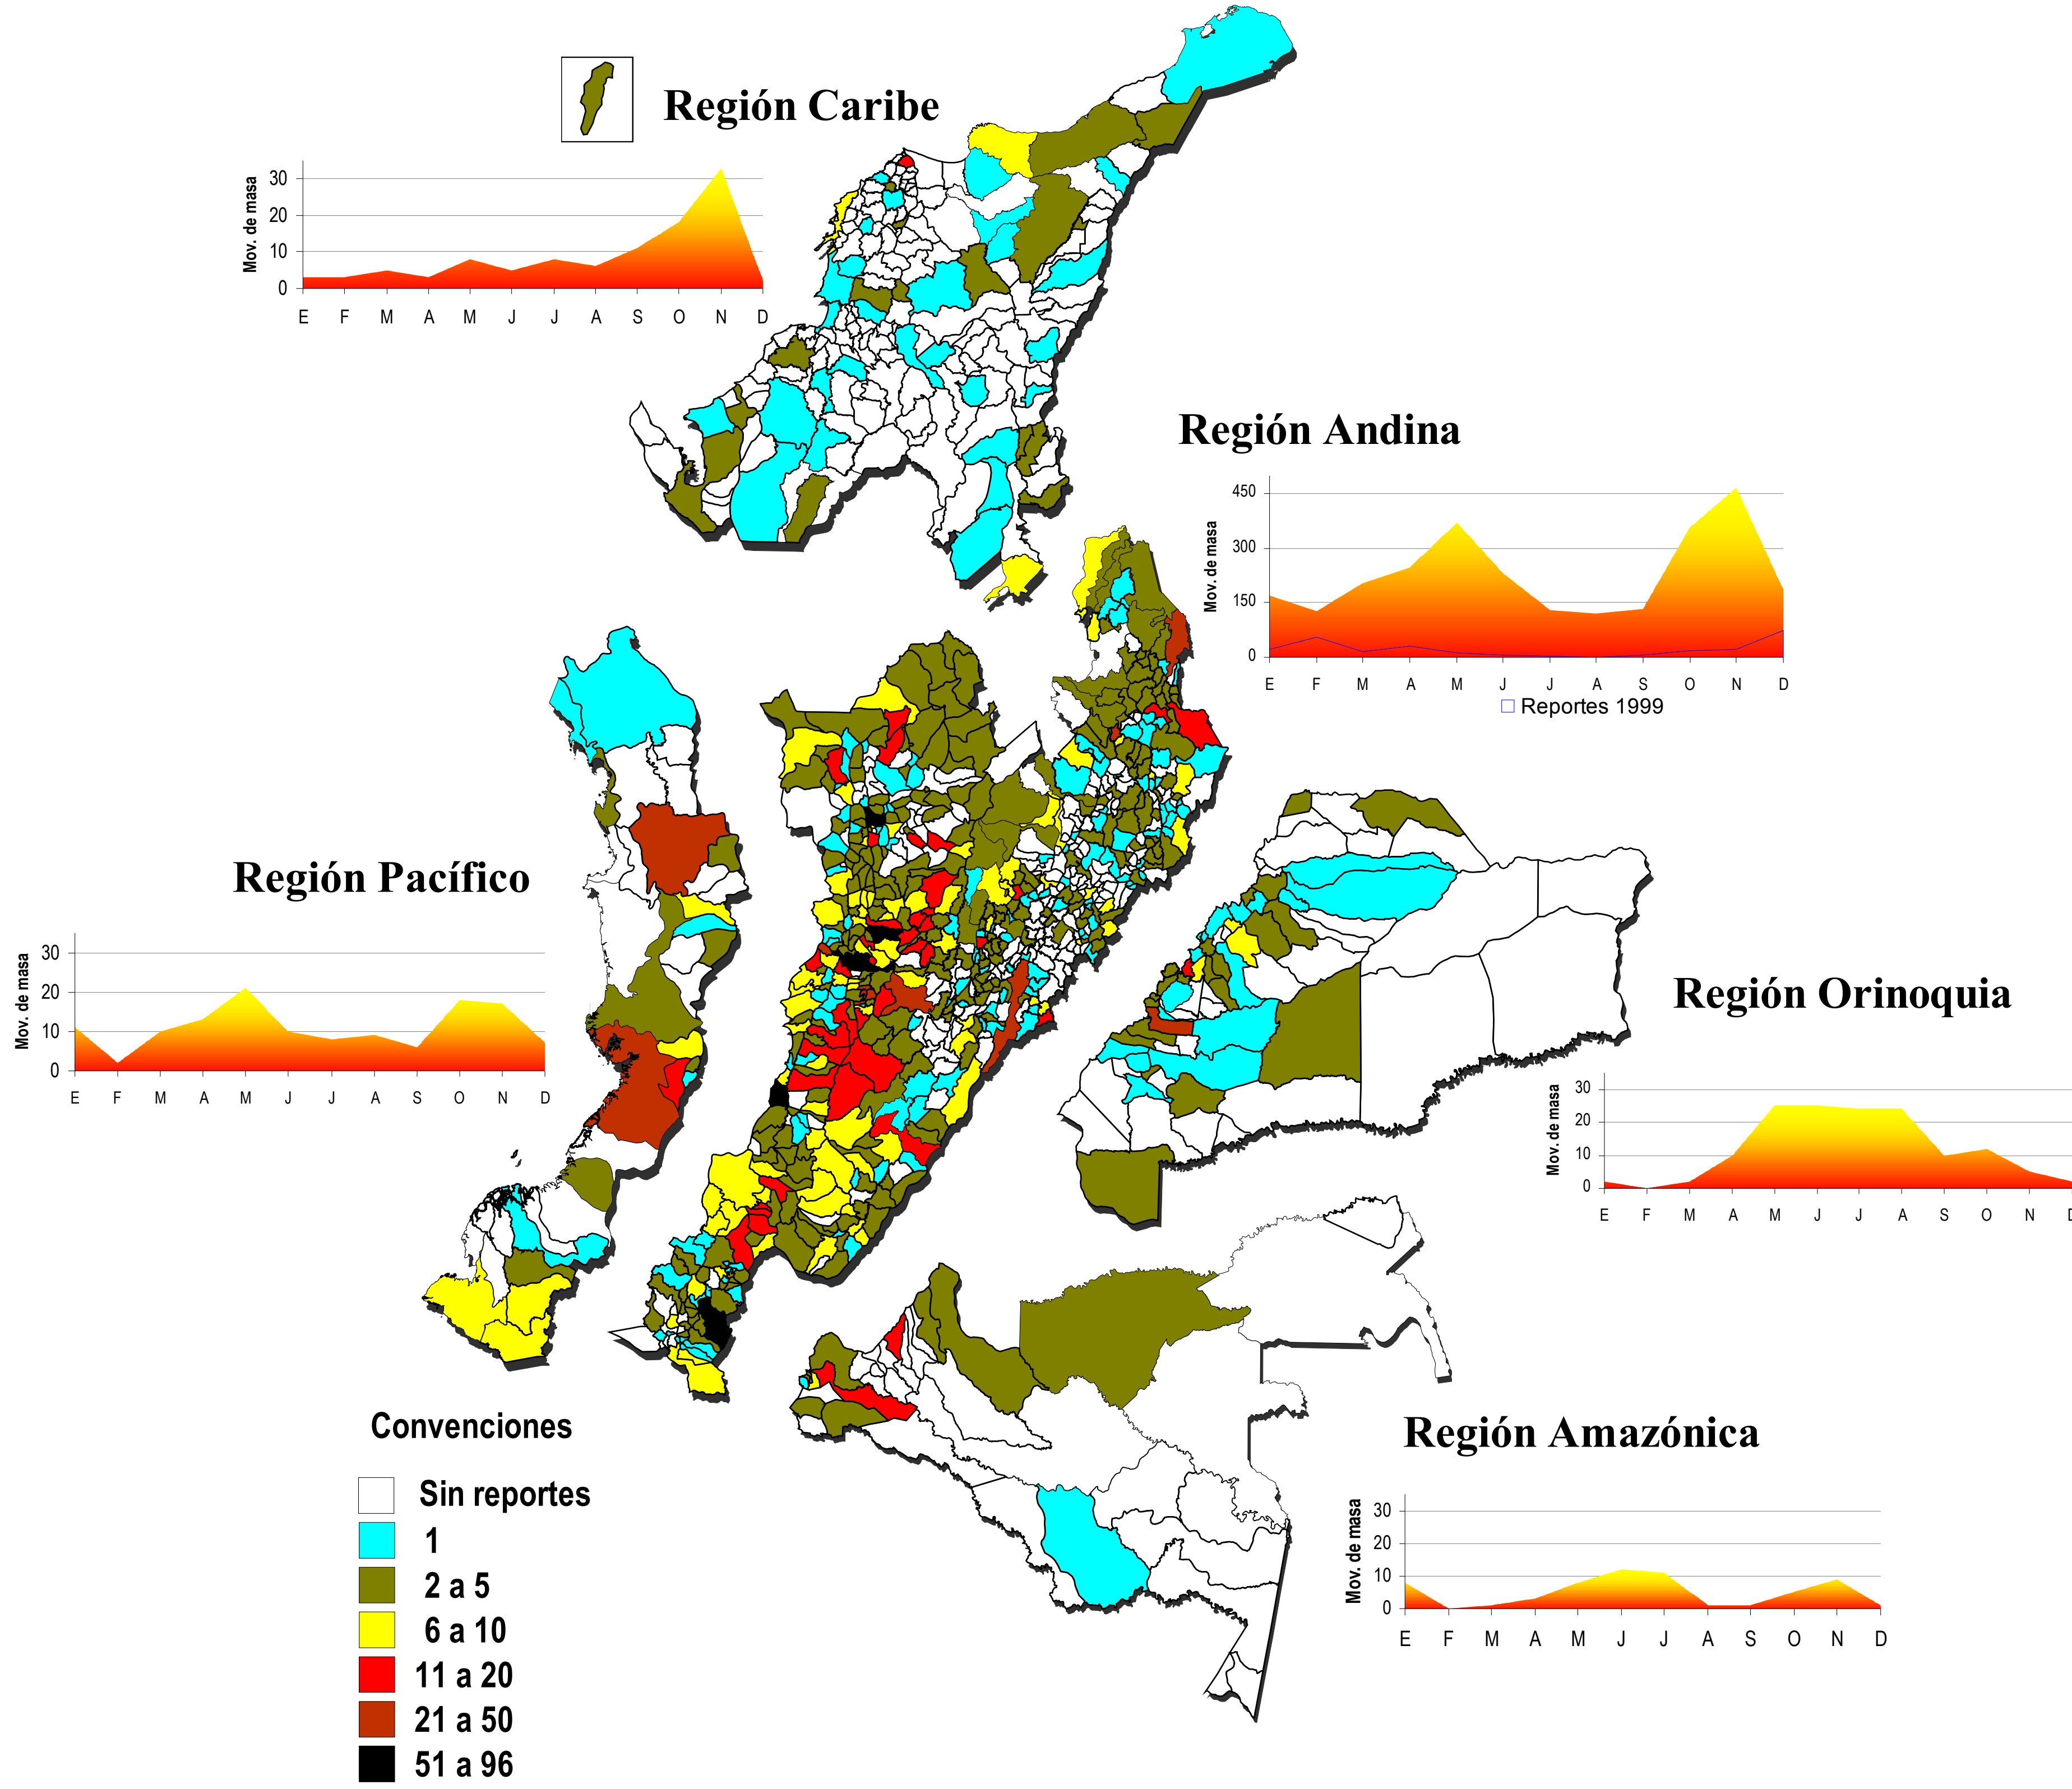 Región Caribe
Mov. de masa
30
20
10
0
E F M A M J J A S O N D
Región Andina
Mov. de masa
450
300
150
0
E F M A M J J A S O N D
Reportes 1999
Región Pacífico
Mov. de masa
30
20
10
0
E F M A M J J A S O N D
Región Orinoquia
Mov. de masa
30
20
10
0
E F M A M J J A S O N D
Región Amazónica
Mov. de masa
30
20
10
0
E F M A M J J A S O N D
Convenciones
Sin reportes
1
2 a 5
6 a 10
11 a 20
21 a 50
51 a 96